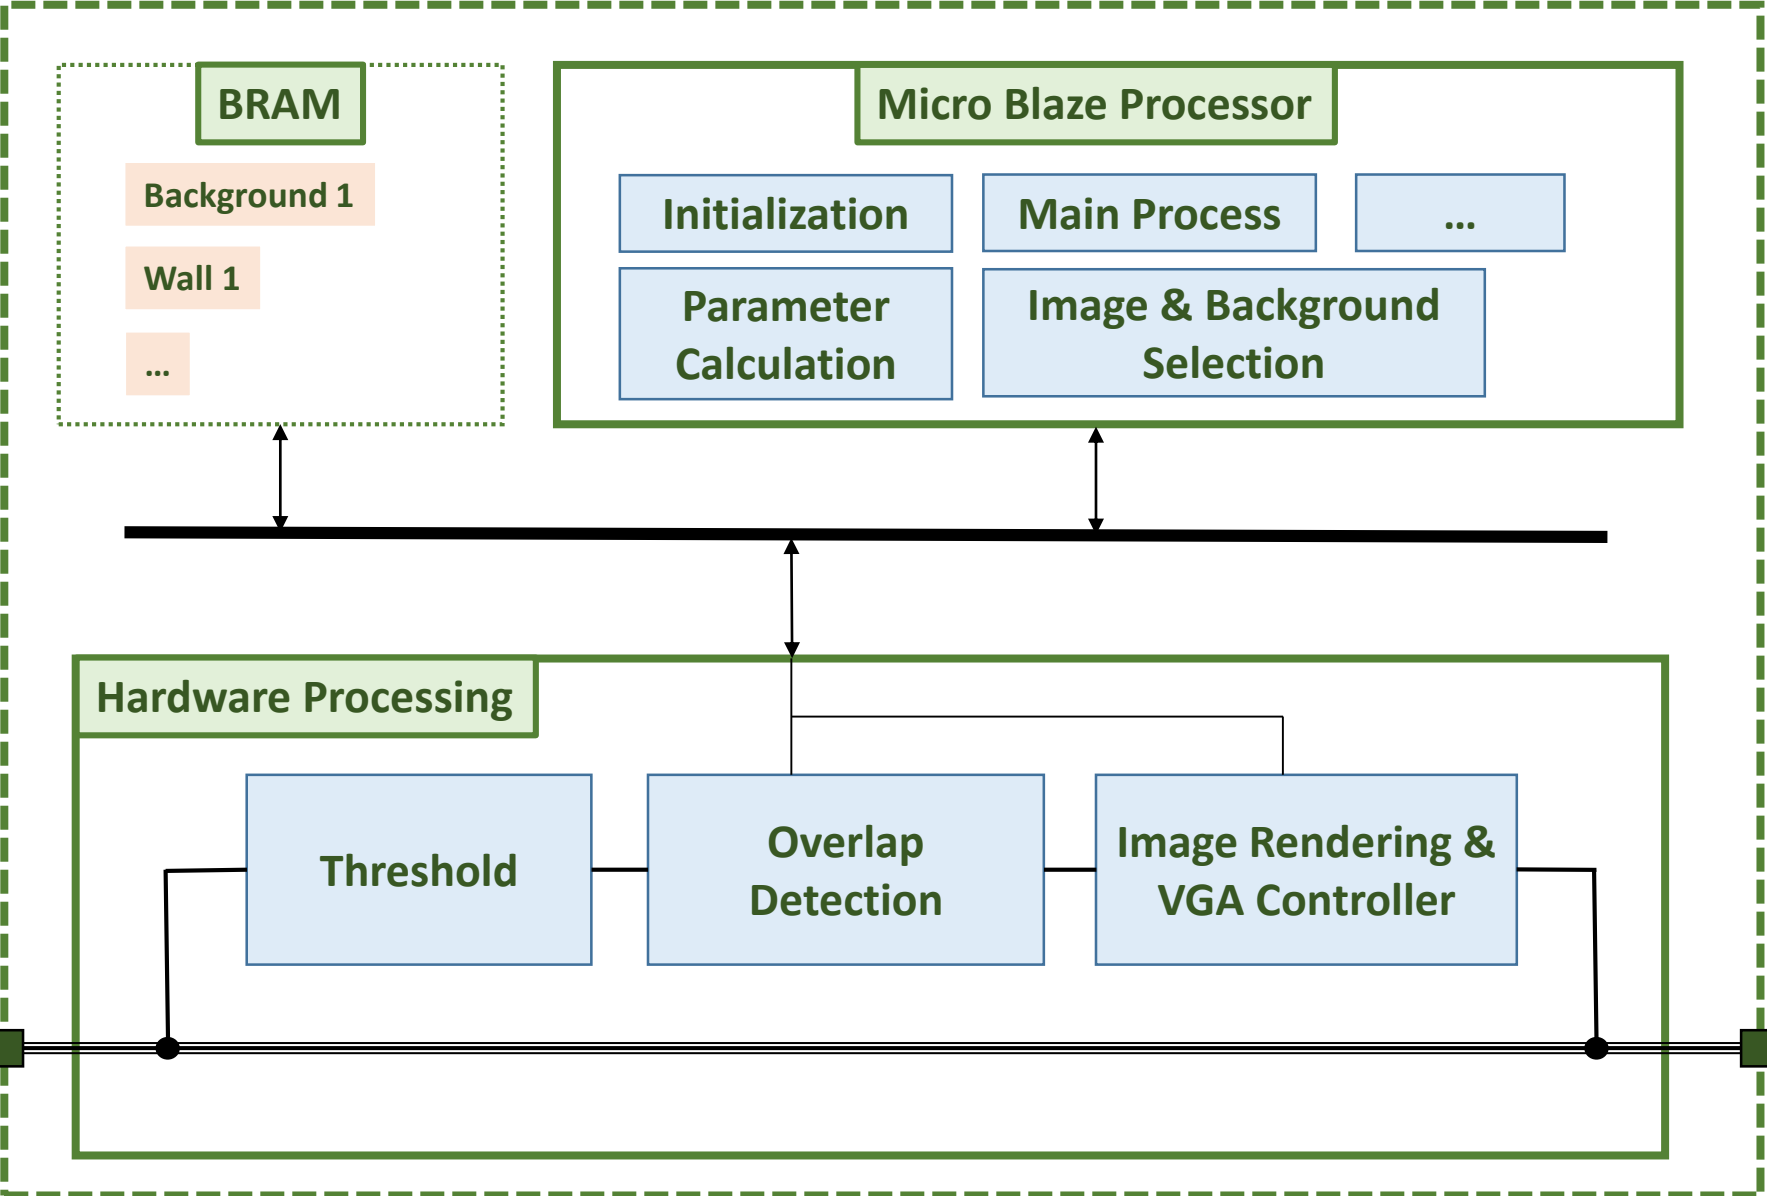 BRAM
Background 1
Wall 1
...
Micro Blaze Processor
Initialization
Main Process
...
Parameter
Calculation
Image & Background
Selection
Hardware Processing
Threshold
Overlap
Detection
Image Rendering &
VGA Controller